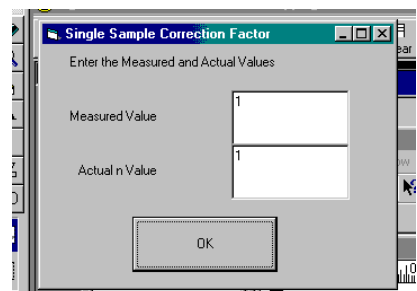 Single Sample Correction Factor
Enter the Measured and Actual Values
Measured Value
1
Actual n Value
1
OK